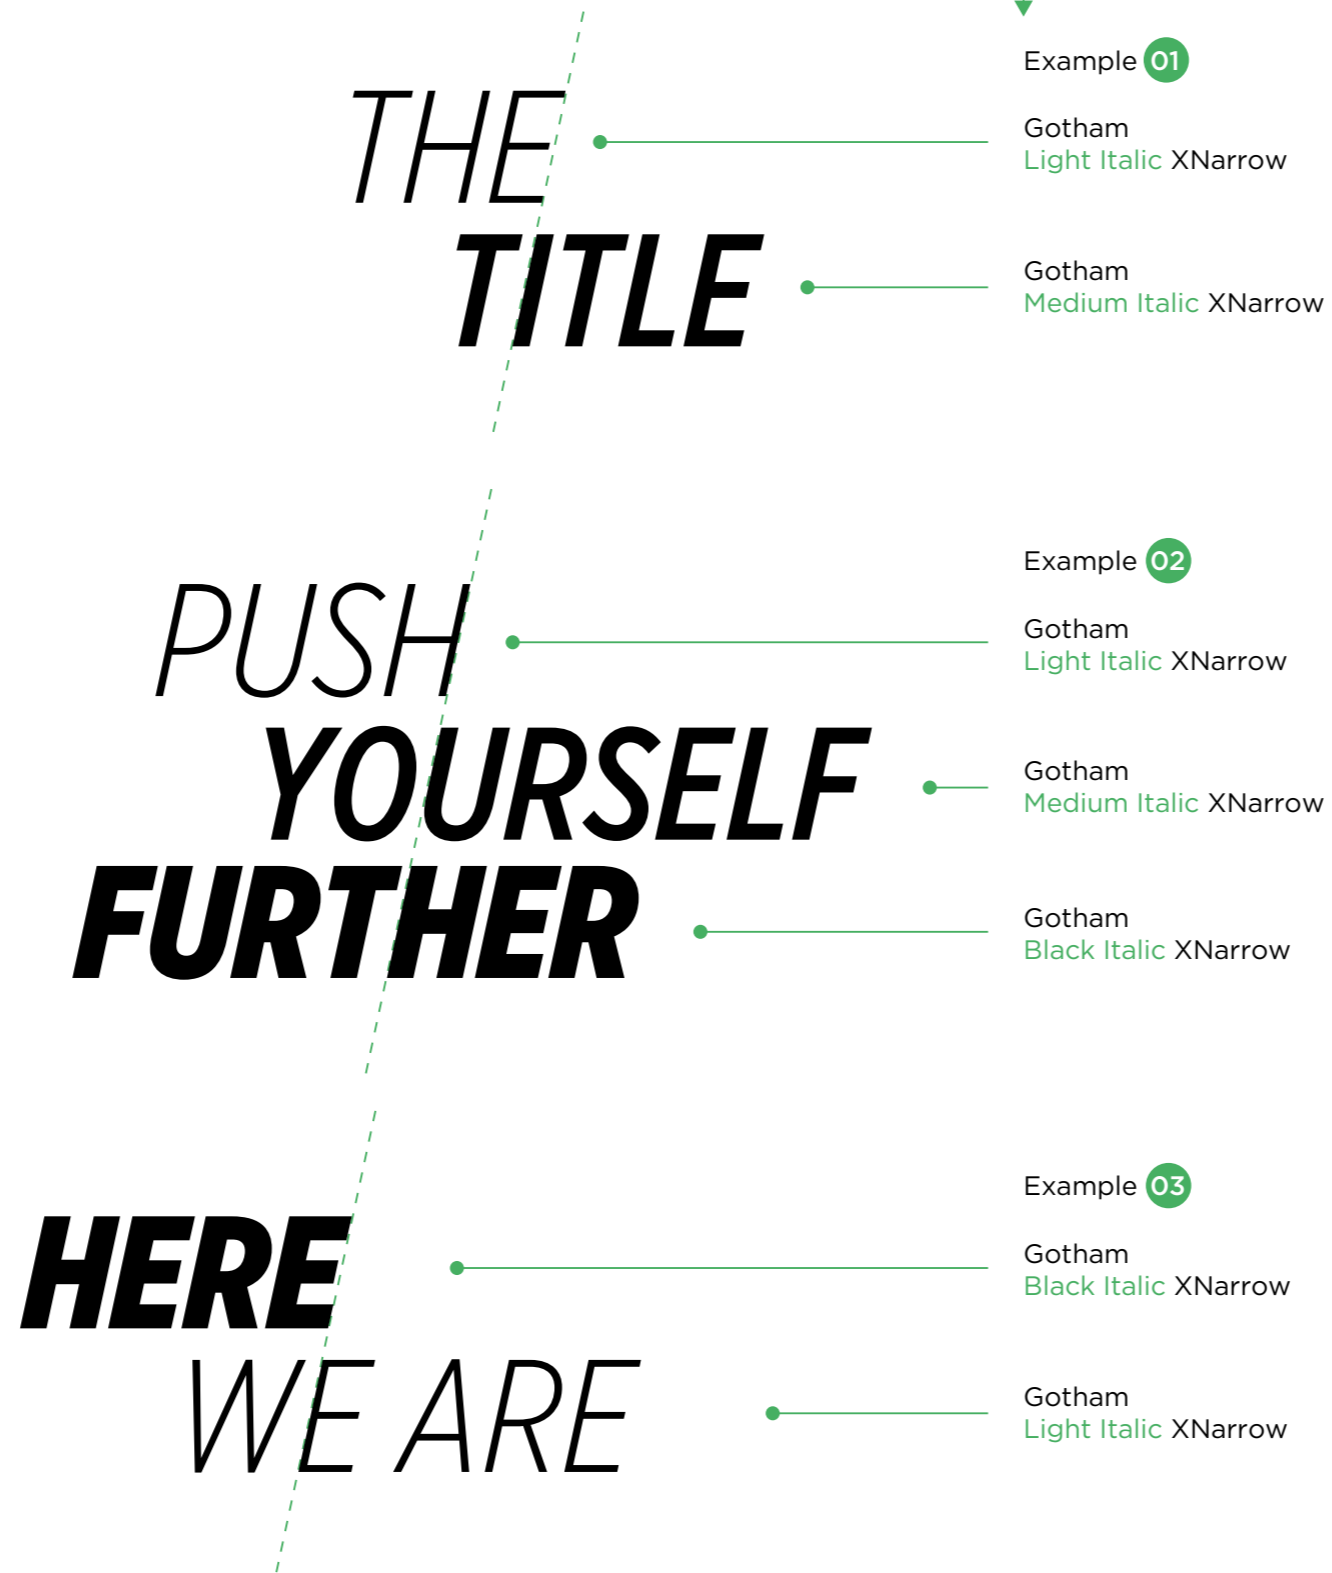 Example 01
THE
Gotham
Light Italic XNarrow
TITLE
Gotham
Medium Italic XNarrow
Example 02
PUSH
Gotham
Light Italic XNarrow
YOURSELF
Gotham
Medium Italic XNarrow
FURTHER
Gotham
Black Italic XNarrow
Example 03
HERE
Gotham
Black Italic XNarrow
WE ARE
Gotham
Light Italic XNarrow